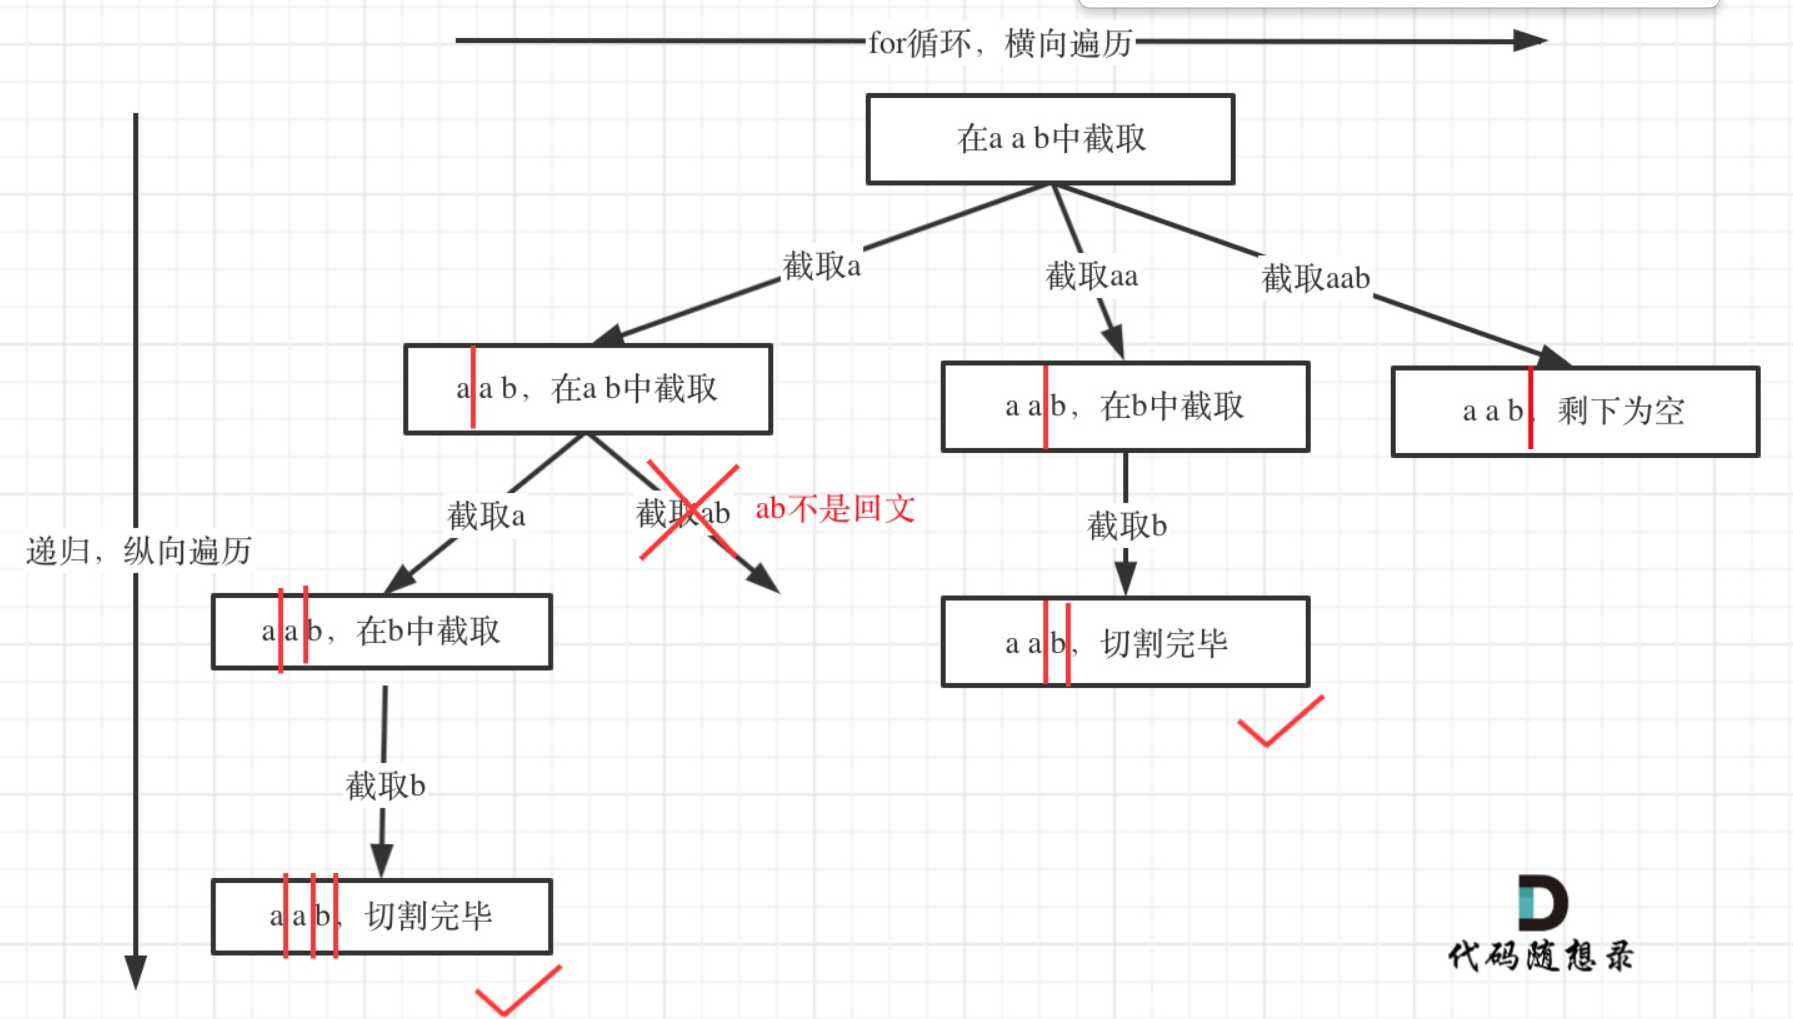 for循环，横向遍历
在a a b中截取
截取a
截取aa
截取aab
a a b，在a b中截取
a a b，在b中截取
a a b，剩下为空
截取a
截取ab
ab不是回文
截取b
递归，纵向遍历
a a b，在b中截取
a a b，切割完毕
截取b
a a b，切割完毕
代码随想录